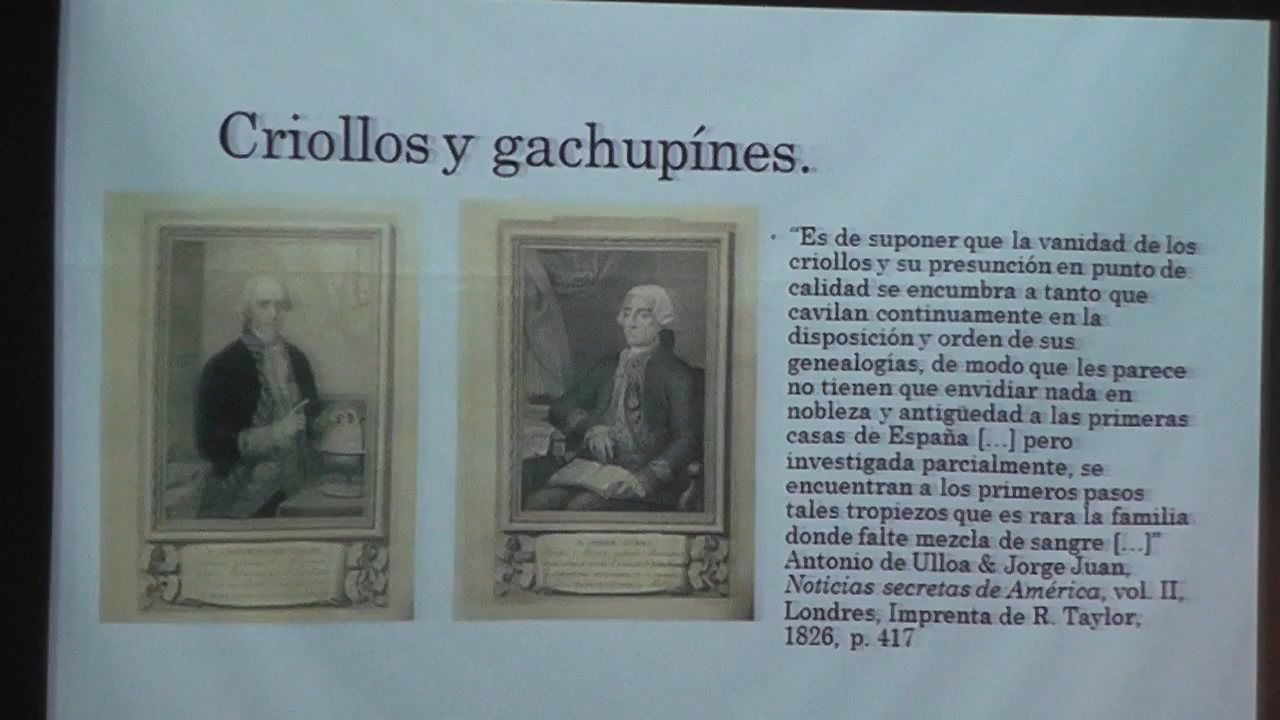 Criollos y gachupínes.
• “Es de suponer que la vanidad de los
criollos y su presunción en punto de
calidad se encumbra a tanto que
cavilan continuamente en la
disposición y orden de sus
genealogías, de modo que les parece
no tienen que envidiar nada en
nobleza y antigüedad a las primeras
casas de España [...] pero
investigada parcialmente, se
encuentran a los primeros pasos
tales tropiezos que es rara la familia
donde falte mezcla de sangre [...]”
Antonio de Ulloa & Jorge Juan,
Noticias secretas de América, vol. II,
Londres, Imprenta de R. Taylor,
1826, p. 417